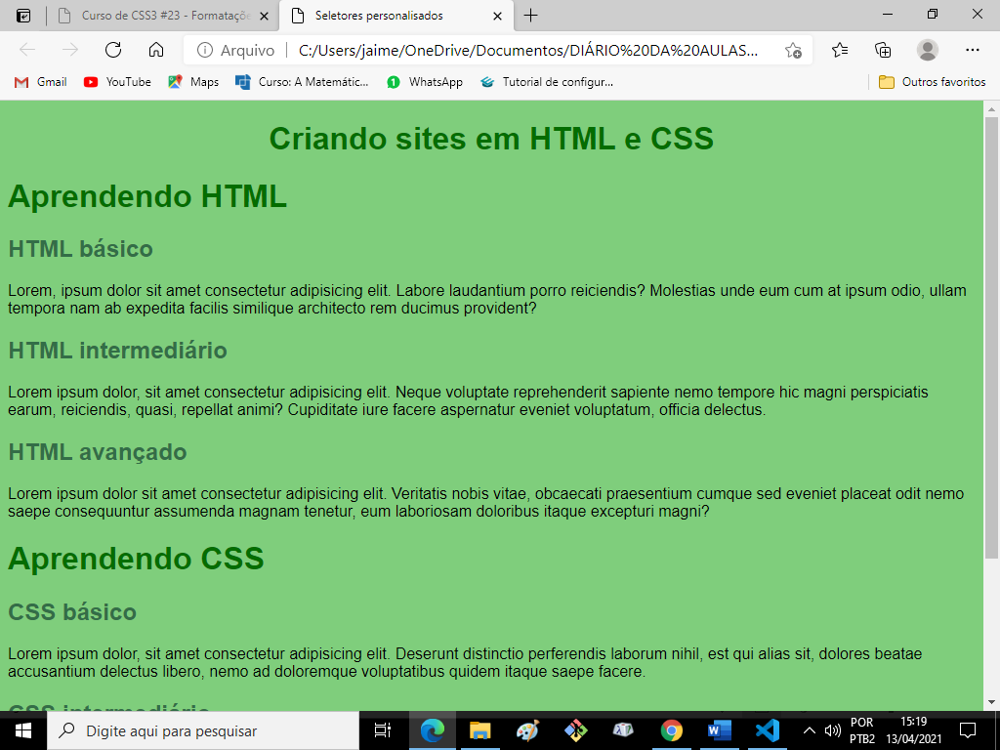 Curso de CSS3 #23 - Formataçõe
Seletores personalisados
Arquivo
C:/Users/jaime/OneDrive/Documentos/DIÁRIO%20DA%20AULAS...
Gmail
YouTube
Maps
Curso: A Matemátic...
WhatsApp
Tutorial de configur...
Outros favoritos
Criando sites em HTML e CSS
Aprendendo HTML
HTML básico
Lorem, ipsum dolor sit amet consectetur adipisicing elit. Labore laudantium porro reiciendis? Molestias unde eum cum at ipsum odio, ullam
tempora nam ab expedita facilis similique architecto rem ducimus provident?
HTML intermediário
Lorem ipsum dolor, sit amet consectetur adipisicing elit. Neque voluptate reprehenderit sapiente nemo tempore hic magni perspiciatis
earum, reiciendis, quasi, repellat animi? Cupiditate iure facere aspernatur eveniet voluptatum, officia delectus.
HTML avançado
Lorem ipsum dolor sit amet consectetur adipisicing elit. Veritatis nobis vitae, obcaecati praesentium cumque sed eveniet placeat odit nemo
saepe consequuntur assumenda magnam tenetur, eum laboriosam doloribus itaque excepturi magni?
Aprendendo CSS
CSS básico
Lorem ipsum dolor, sit amet consectetur adipisicing elit. Deserunt distinctio perferendis laborum nihil, est qui alias sit, dolores beatae
accusantium delectus libero, nemo ad doloremque voluptatibus quidem itaque saepe facere.
CSS intermediário
Digite aqui para pesquisar
POR
PTB2
15:19
13/04/2021